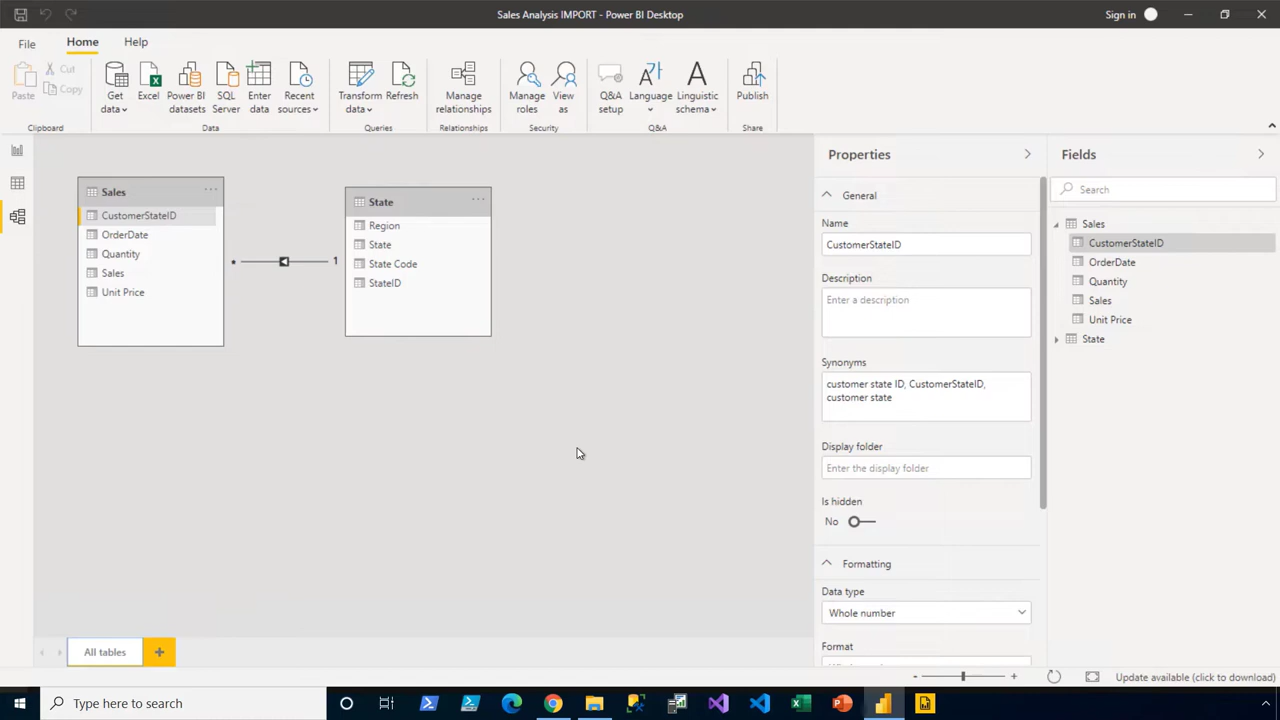 Sales Analysis IMPORT - Power BI Desktop
Sign in
File
Home
Help
Paste
Cut
Copy
Get data
Excel
Power BI datasets
SQL Server
Enter data
Recent sources
Transform data
Refresh
Manage relationships
Manage roles
View as
Q&A setup
Language
Linguistic schema
Publish
Clipboard
Data
Queries
Relationships
Security
Q&A
Share
Sales
CustomerStateID
OrderDate
Quantity
Sales
Unit Price
*
1
State
Region
State
State Code
StateID
Properties
General
Name
CustomerStateID
Description
Enter a description
Synonyms
customer state ID, CustomerStateID,
customer state
Display folder
Enter the display folder
Is hidden
No
Formatting
Data type
Whole number
Format
Fields
Search
Sales
CustomerStateID
OrderDate
Quantity
Sales
Unit Price
State
All tables
+
- +
Update available (click to download)
Type here to search